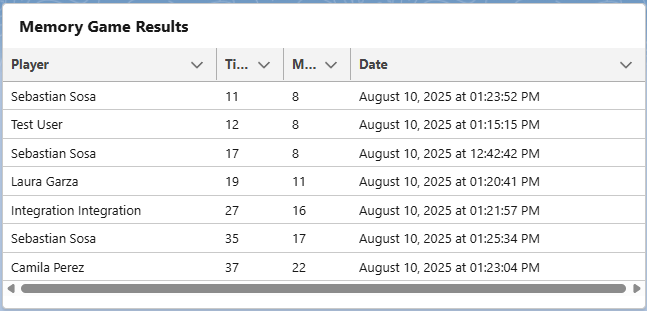 Memory Game Results
Player Ti... M... Date
Sebastian Sosa 11 8 August 10, 2025 at 01:23:52 PM
Test User 12 8 August 10, 2025 at 01:15:15 PM
Sebastian Sosa 17 8 August 10, 2025 at 12:42:42 PM
Laura Garza 19 11 August 10, 2025 at 01:20:41 PM
Integration Integration 27 16 August 10, 2025 at 01:21:57 PM
Sebastian Sosa 35 17 August 10, 2025 at 01:25:34 PM
Camila Perez 37 22 August 10, 2025 at 01:23:04 PM